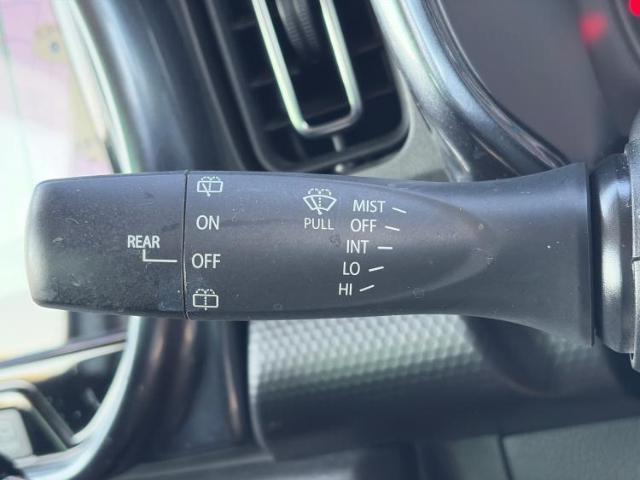 REAR
ON
OFF
PULL
MIST
OFF
INT
LO
HI